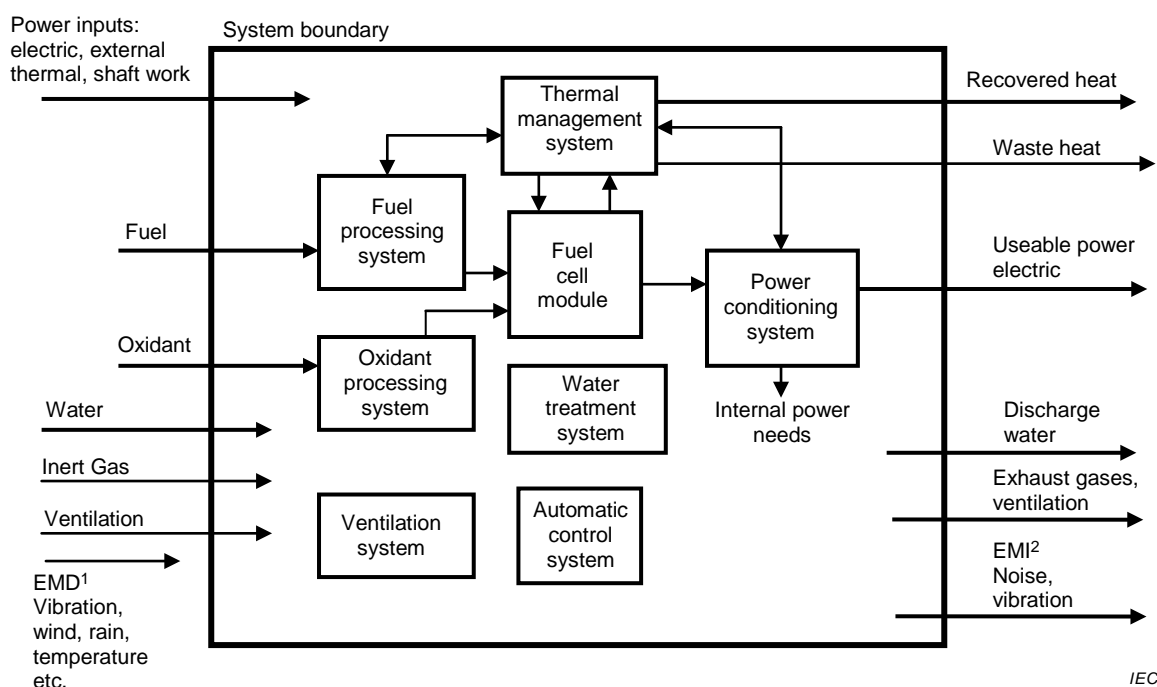 Power inputs:
electric, external
thermal, shaft work
System boundary
Thermal
management
system
Recovered heat
Waste heat
Fuel
Fuel
processing
system
Fuel
cell
module
Power
conditioning
system
Useable power
electric
Oxidant
Oxidant
processing
system
Water
treatment
system
Internal power
needs
Water
Inert Gas
Ventilation
Ventilation
system
Automatic
control
system
Discharge
water
Exhaust gases,
ventilation
EMD1
Vibration,
wind, rain,
temperature
etc.
EMI2
Noise,
vibration
IEC